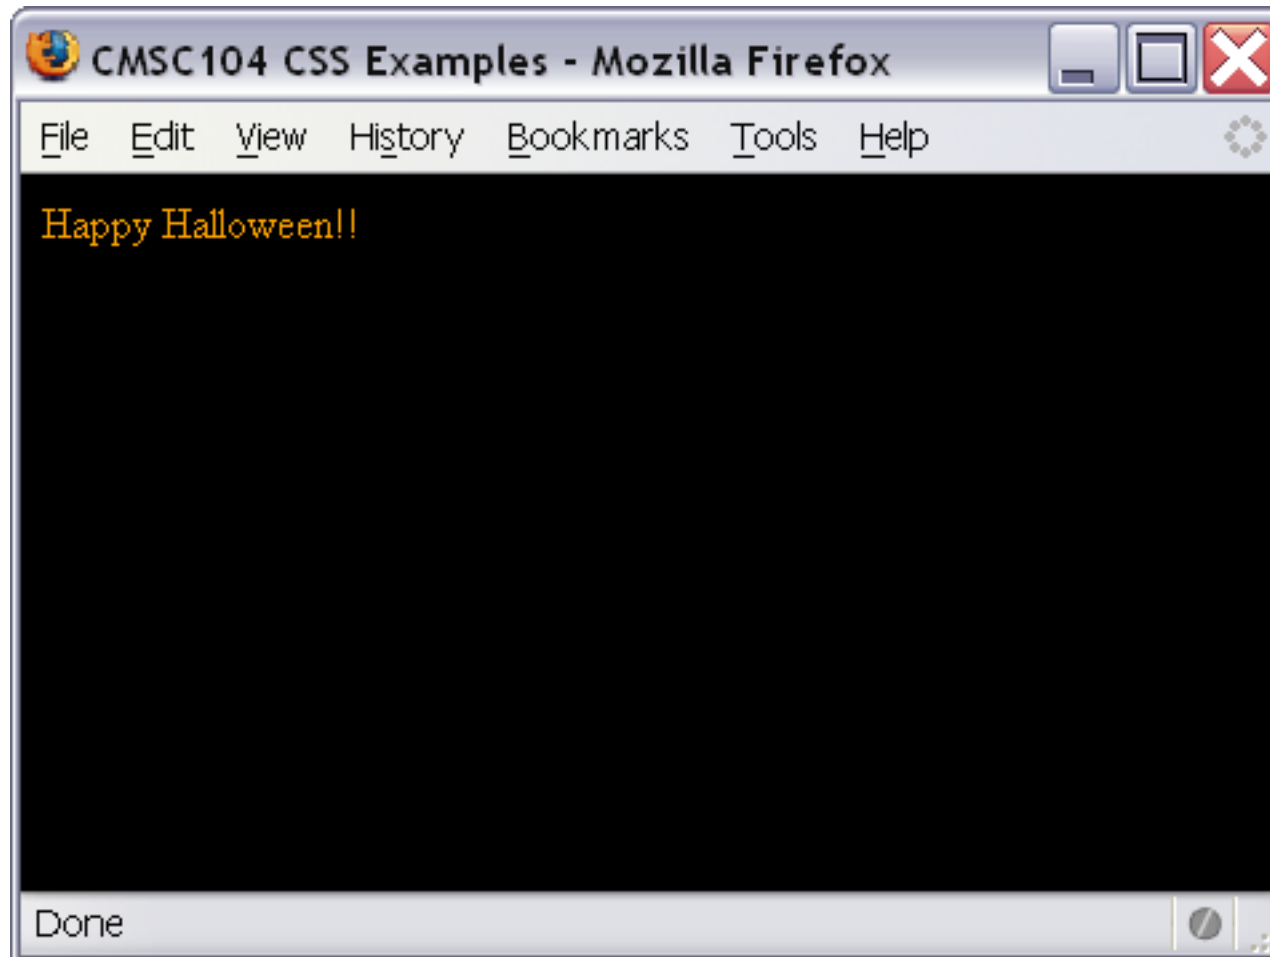 CMSC104 CSS Examples - Mozilla Firefox
File Edit View History Bookmarks Tools Help
Happy Halloween!!
Done